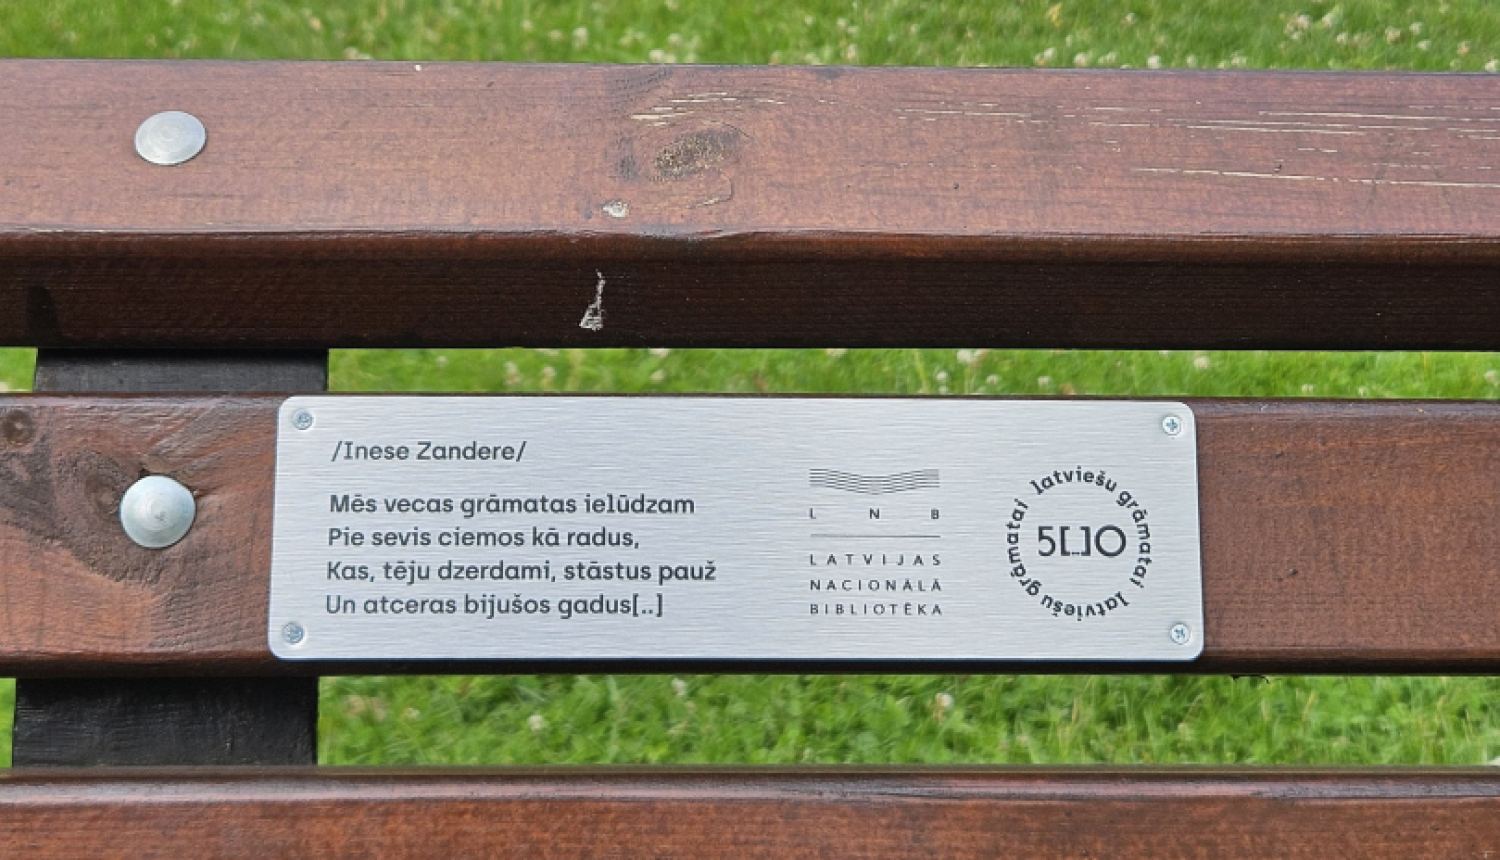 /Inese Zandere/
Mēs vecas grāmatas ielūdzam
Pie sevis ciemos kā radus,
Kas, tēju dzerdami, stāstus pauž
Un atceras bijušos gadus[..]
L N B
LATVIJAS
NACIONĀLĀ
BIBLIOTĒKA
latviešu grāmatai latviešu grāmatai
5[..]0